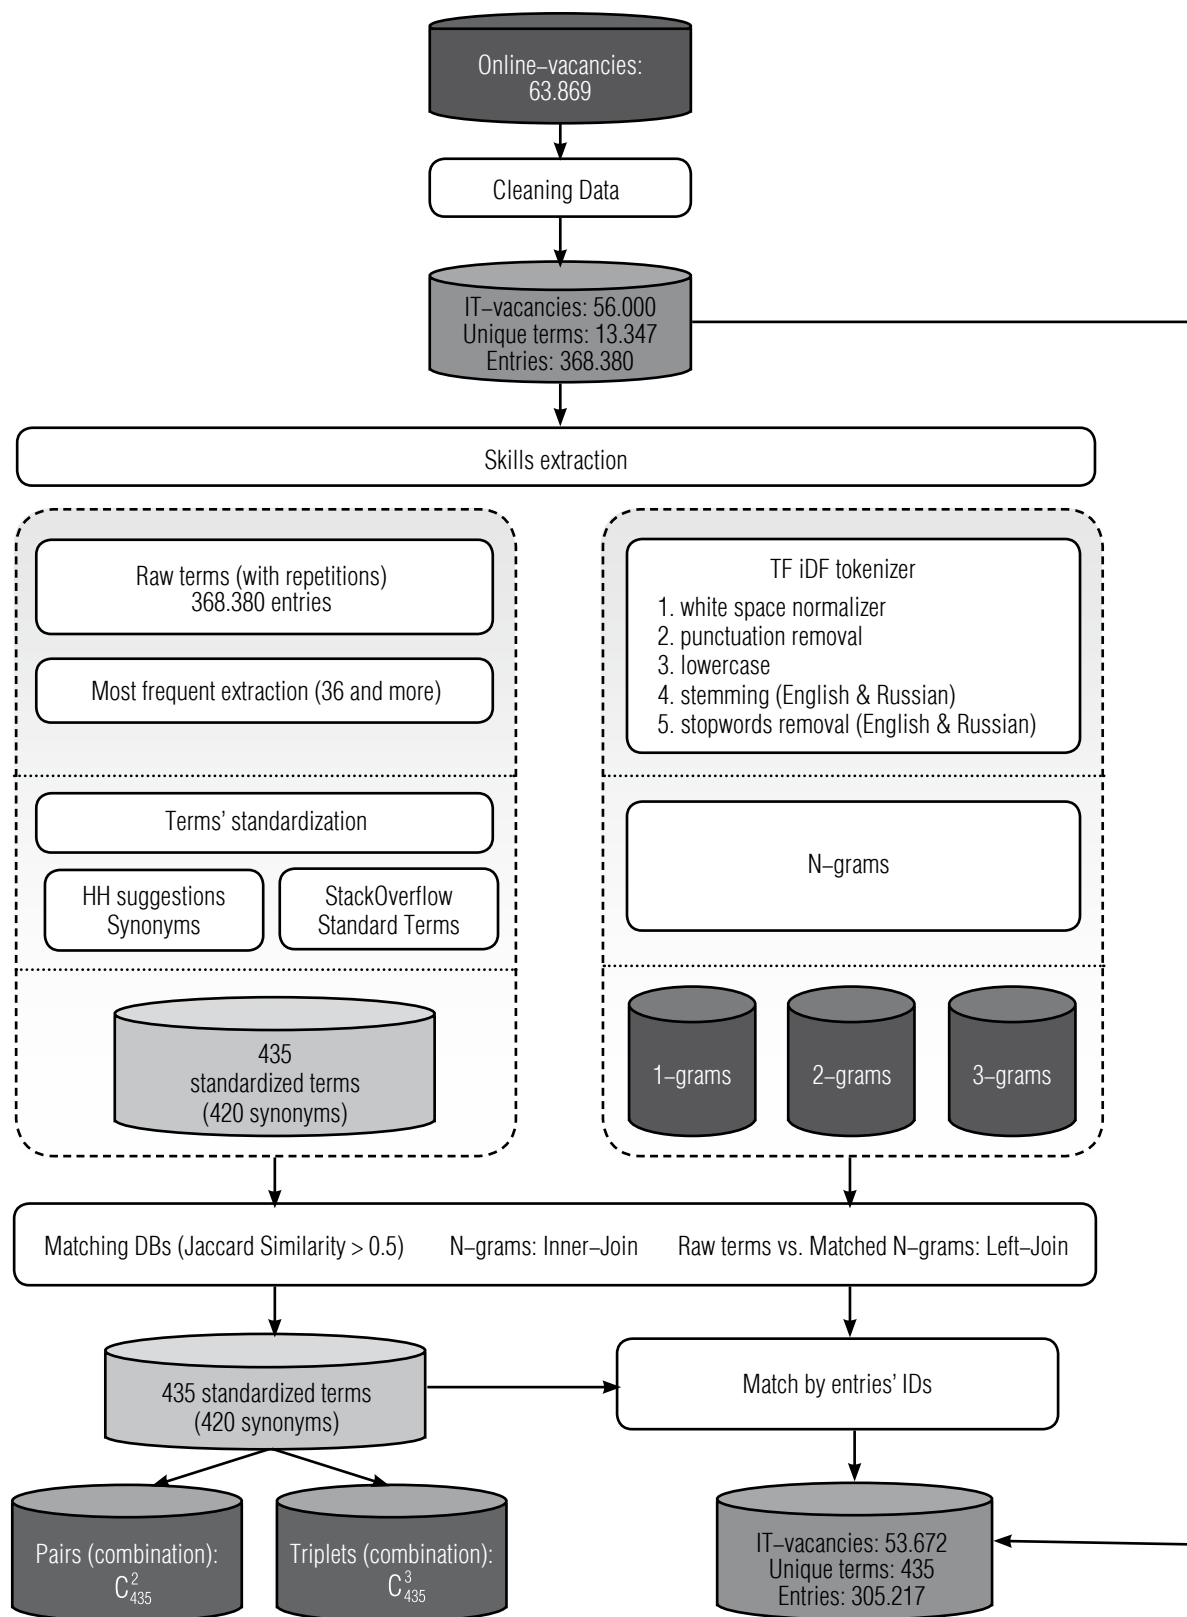 Online–vacancies:
63.869
Cleaning Data
IT–vacancies: 56.000
Unique terms: 13.347
Entries: 368.380
Skills extraction
Raw terms (with repetitions)
368.380 entries
Most frequent extraction (36 and more)
Terms’ standardization
HH suggestions
Synonyms
StackOverflow
Standard Terms
435
standardized terms
(420 synonyms)
TF iDF tokenizer
1. white space normalizer
2. punctuation removal
3. lowercase
4. stemming (English & Russian)
5. stopwords removal (English & Russian)
N–grams
1–grams
2–grams
3–grams
Matching DBs (Jaccard Similarity > 0.5)
N–grams: Inner–Join
Raw terms vs. Matched N–grams: Left–Join
435 standardized terms
(420 synonyms)
Match by entries’ IDs
Pairs (combination):
C²₄₃₅
Triplets (combination):
C³₄₃₅
IT–vacancies: 53.672
Unique terms: 435
Entries: 305.217